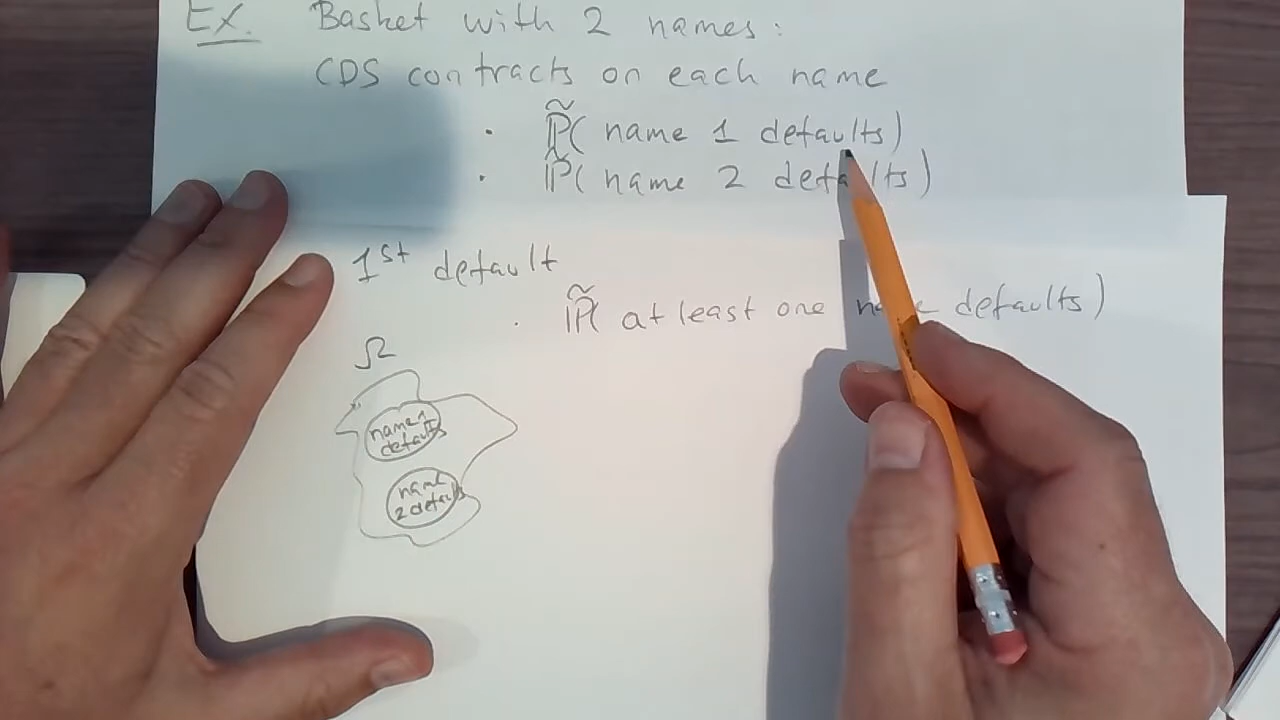 Ex. Basket with 2 names:
CDS contracts on each name
· P̃( name 1 defaults)
· P̃( name 2 defaults)
1st default
· P̃( at least one name defaults)
Ω
name 1
defaults
name
2 defaults